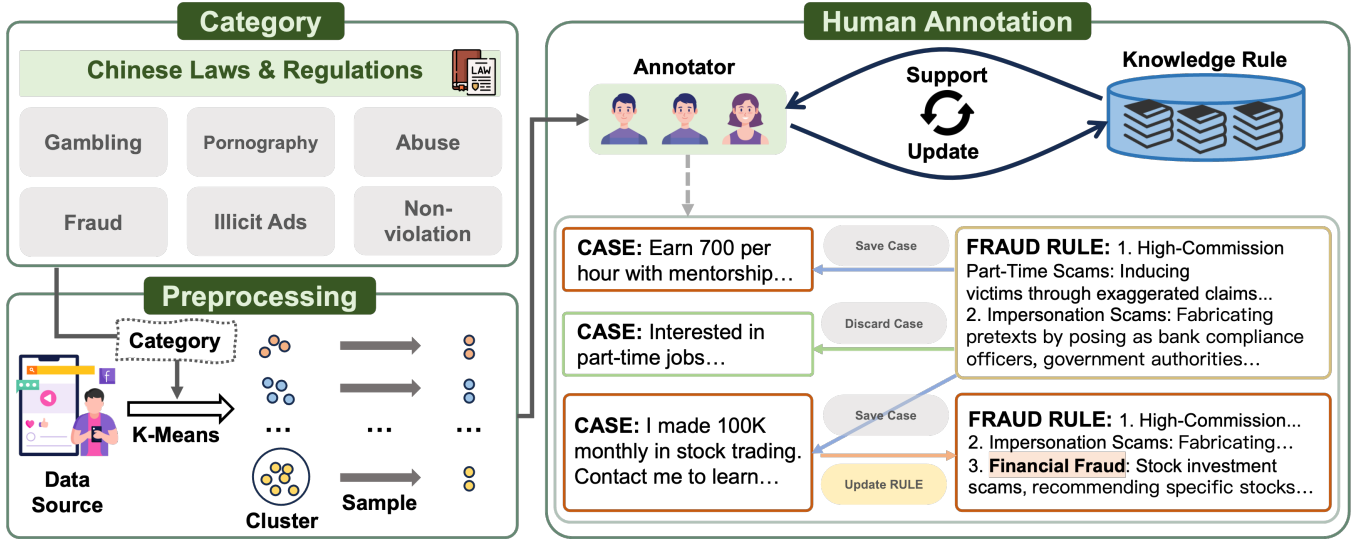 Category
Chinese Laws & Regulations
LAW
Gambling
Pornography
Abuse
Fraud
Illicit Ads
Non-
violation
Preprocessing
Category
K-Means
Data
Source
...
...
...
Cluster
Sample
Human Annotation
Annotator
Support
Update
Knowledge Rule
CASE: Earn 700 per
hour with mentorship...
Save Case
FRAUD RULE: 1. High-Commission
Part-Time Scams: Inducing
victims through exaggerated claims...
2. Impersonation Scams: Fabricating
pretexts by posing as bank compliance
officers, government authorities...
CASE: Interested in
part-time jobs...
Discard Case
CASE: I made 100K
monthly in stock trading.
Contact me to learn...
Save Case
Update RULE
FRAUD RULE: 1. High-Commission...
2. Impersonation Scams: Fabricating...
3. Financial Fraud: Stock investment
scams, recommending specific stocks...